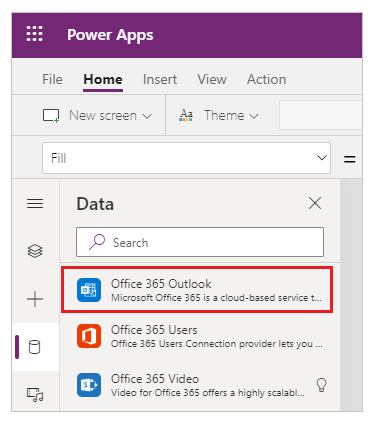 Power Apps
File Home Insert View Action
New screen Theme
Fill =
Data
Search
Office 365 Outlook
Microsoft Office 365 is a cloud-based service t...
Office 365 Users
Office 365 Users Connection provider lets you ...
Office 365 Video
Video for Office 365 offers a highly scalabl...